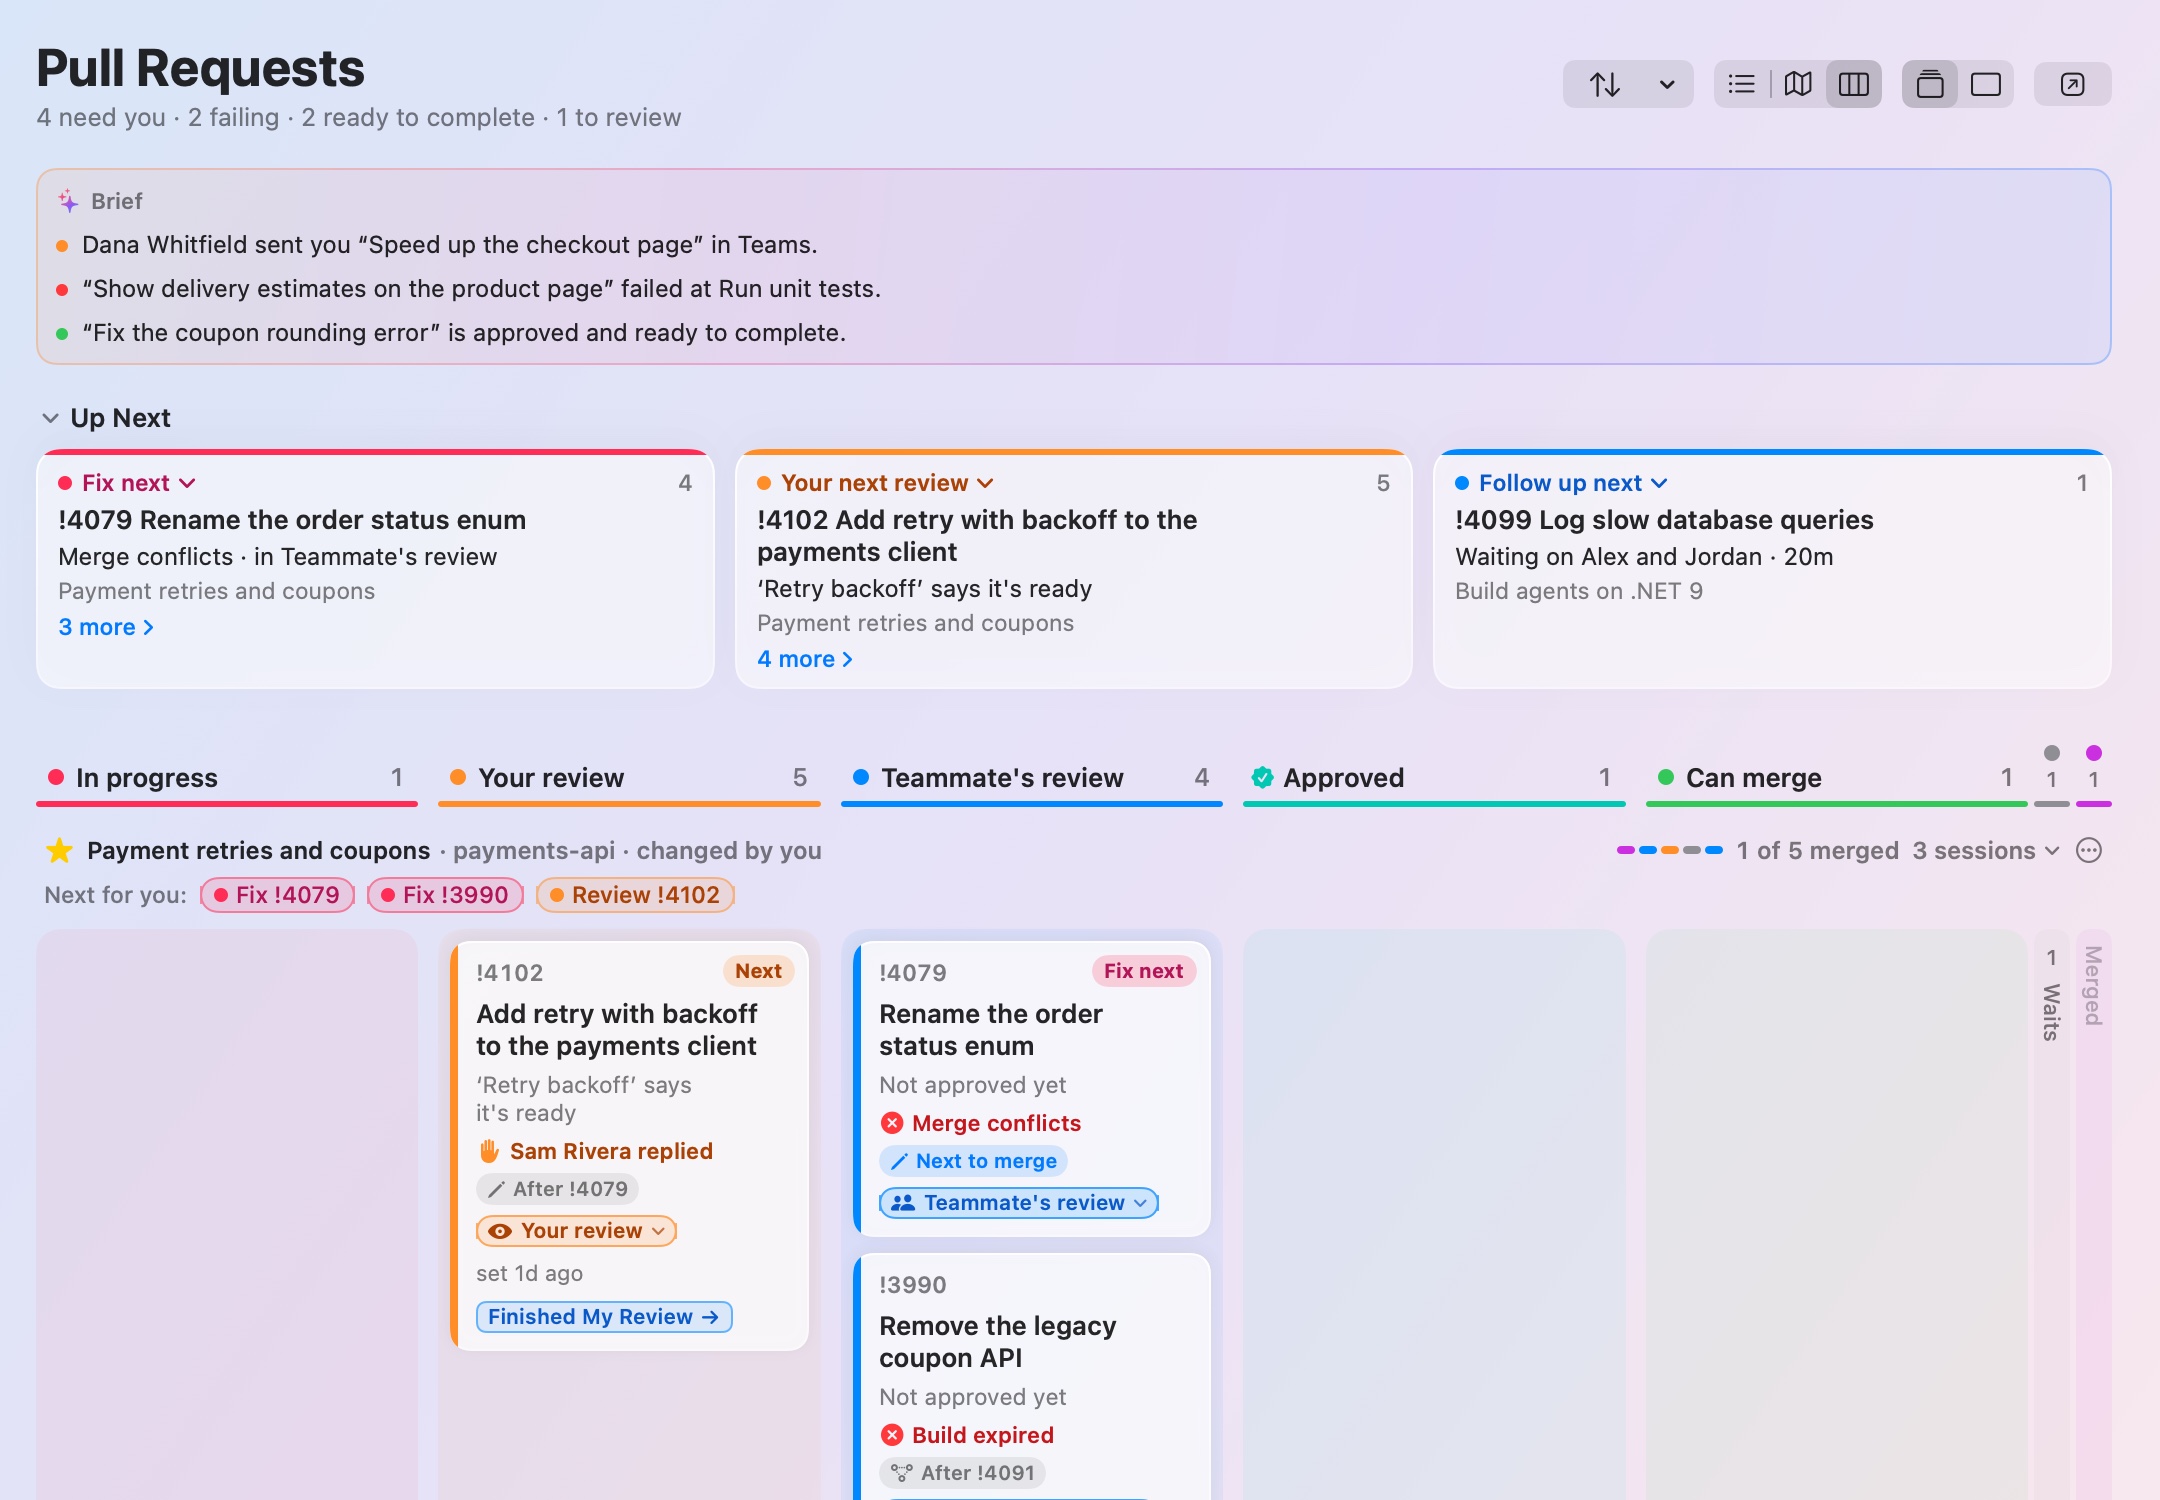 Pull Requests
4 need you · 2 failing · 2 ready to complete · 1 to review
Brief
Dana Whitfield sent you “Speed up the checkout page” in Teams.
“Show delivery estimates on the product page” failed at Run unit tests.
“Fix the coupon rounding error” is approved and ready to complete.
Up Next
Fix next 4
!4079 Rename the order status enum
Merge conflicts · in Teammate's review
Payment retries and coupons
3 more
Your next review 5
!4102 Add retry with backoff to the
payments client
‘Retry backoff’ says it's ready
Payment retries and coupons
4 more
Follow up next 1
!4099 Log slow database queries
Waiting on Alex and Jordan · 20m
Build agents on .NET 9
In progress 1
Your review 5
Teammate's review 4
Approved 1
Can merge 1
1
1
Payment retries and coupons · payments-api · changed by you
1 of 5 merged 3 sessions
Next for you: Fix !4079 Fix !3990 Review !4102
!4102 Next
Add retry with backoff
to the payments client
‘Retry backoff’ says
it's ready
Sam Rivera replied
After !4079
Your review
set 1d ago
Finished My Review →
!4079 Fix next
Rename the order
status enum
Not approved yet
Merge conflicts
Next to merge
Teammate's review
!3990
Remove the legacy
coupon API
Not approved yet
Build expired
After !4091
1 Waits
Merged